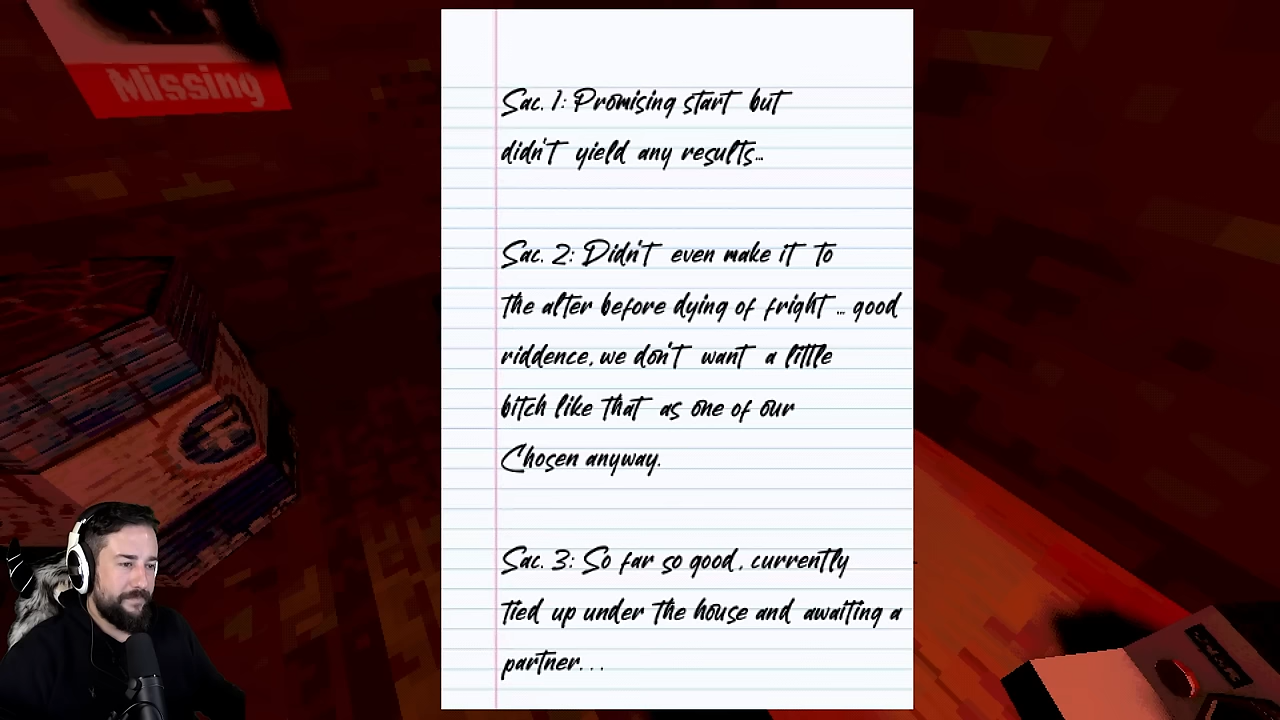 Missing
Sac. 1: Promising start but
didn't yield any results...
Sac. 2: Didn't even make it to
the alter before dying of fright ... good
riddence, we don't want a little
bitch like that as one of our
Chosen anyway.
Sac. 3: So far so good, currently
tied up under the house and awaiting a
partner...